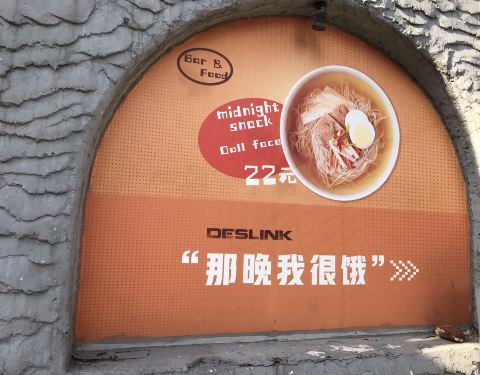 Bar &
Food
midnight
snack
Doll face
22元
DESLINK
“那晚我很饿”